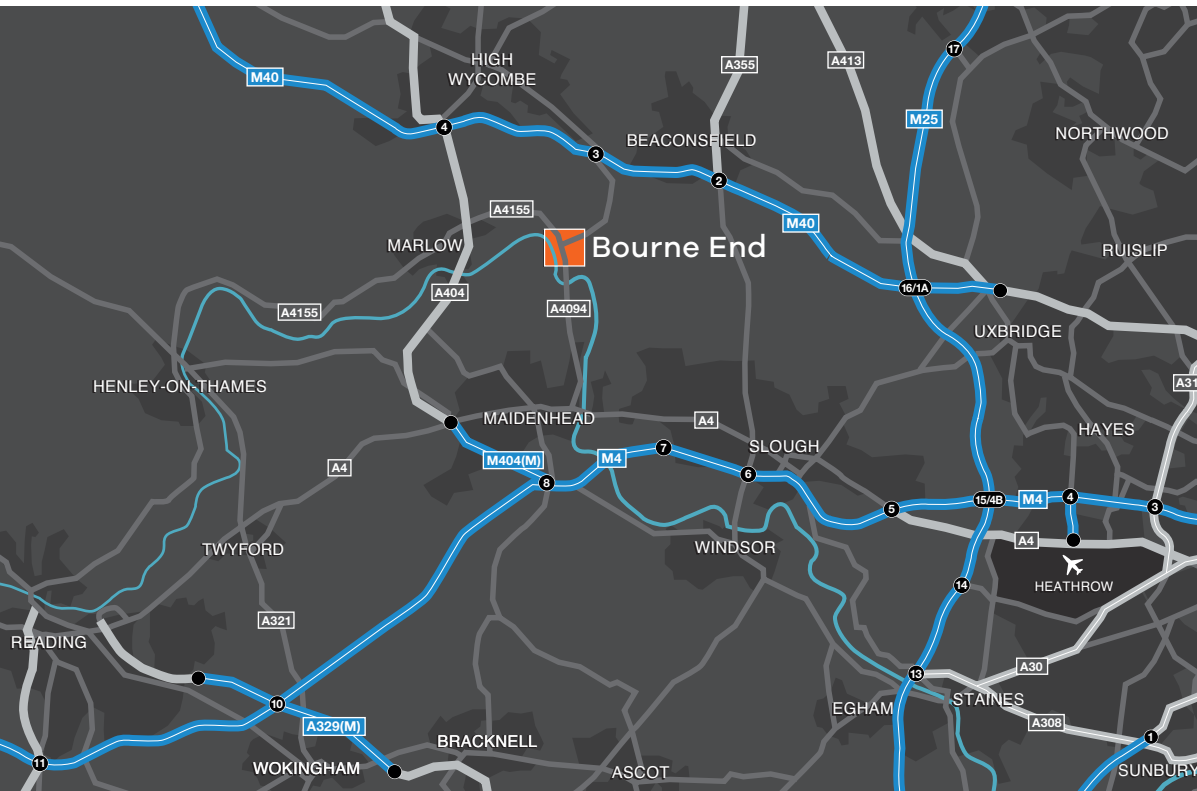 17
HIGH
WYCOMBE
A355
A413
M40
M25
4
NORTHWOOD
BEACONSFIELD
3
2
A4155
M40
MARLOW
Bourne End
RUISLIP
A404
16/1A
A4155
A4094
UXBRIDGE
HENLEY-ON-THAMES
A31
MAIDENHEAD
A4
HAYES
SLOUGH
7
M404(M)
M4
A4
6
8
4
15/4B
M4
5
3
A4
TWYFORD
WINDSOR
14
HEATHROW
A321
READING
A30
13
STAINES
10
EGHAM
A308
A329(M)
1
BRACKNELL
11
WOKINGHAM
ASCOT
SUNBURY